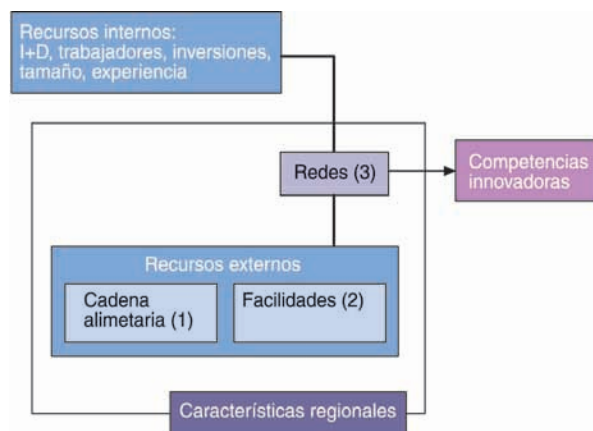 Recursos internos:
I+D, trabajadores, inversiones,
tamaño, experiencia
Redes (3)
Competencias
innovadoras
Recursos externos
Cadena
alimetaria (1)
Facilidades (2)
Características regionales